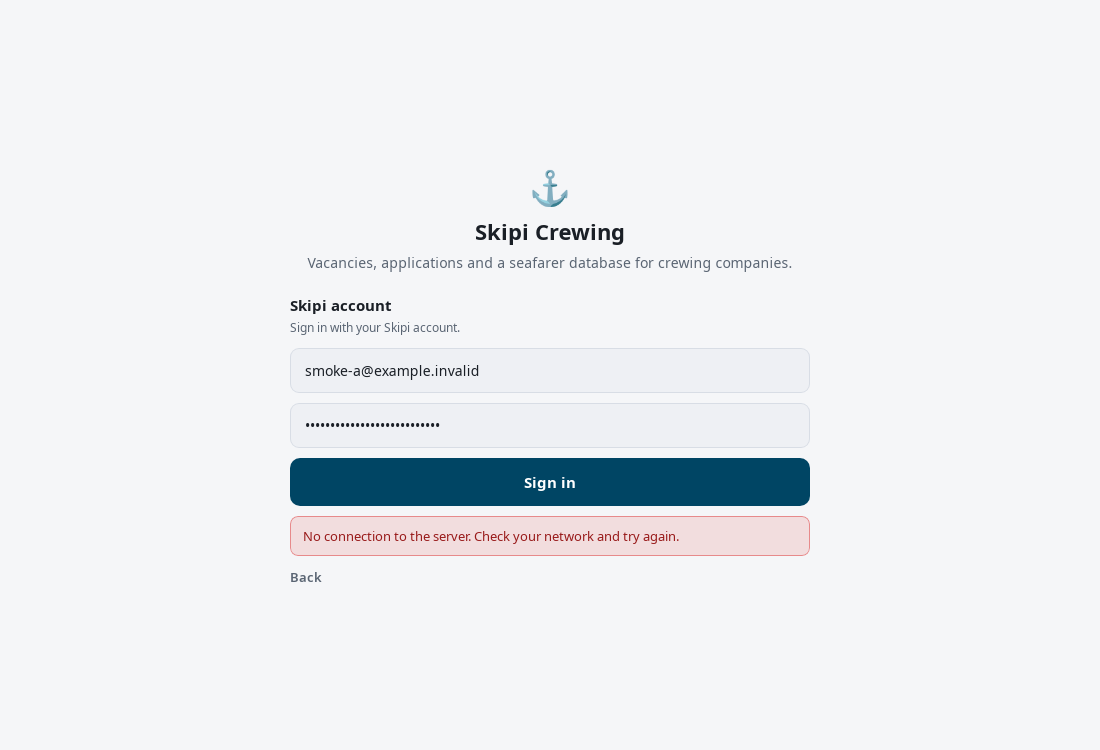 Skipi Crewing
Vacancies, applications and a seafarer database for crewing companies.
Skipi account
Sign in with your Skipi account.
smoke-a@example.invalid
•••••••••••••••••••••••••••
Sign in
No connection to the server. Check your network and try again.
Back